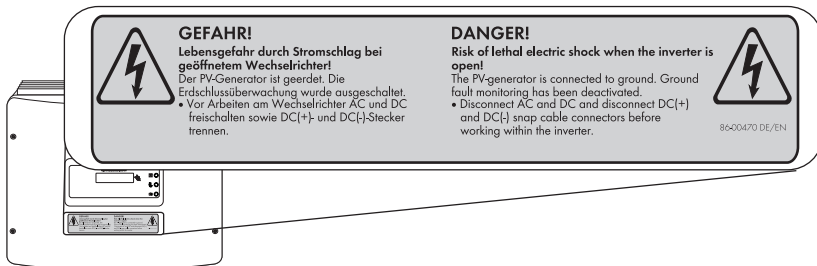 GEFAHR!
Lebensgefahr durch Stromschlag bei
geöffnetem Wechselrichter!
Der PV-Generator ist geerdet. Die
Erdschlussüberwachung wurde ausgeschaltet.
• Vor Arbeiten am Wechselrichter AC und DC
freischalten sowie DC(+)- und DC(-)-Stecker
trennen.
DANGER!
Risk of lethal electric shock when the inverter is
open!
The PV-generator is connected to ground. Ground
fault monitoring has been deactivated.
• Disconnect AC and DC and disconnect DC(+)
and DC(-) snap cable connectors before
working within the inverter.
86-00470 DE/EN